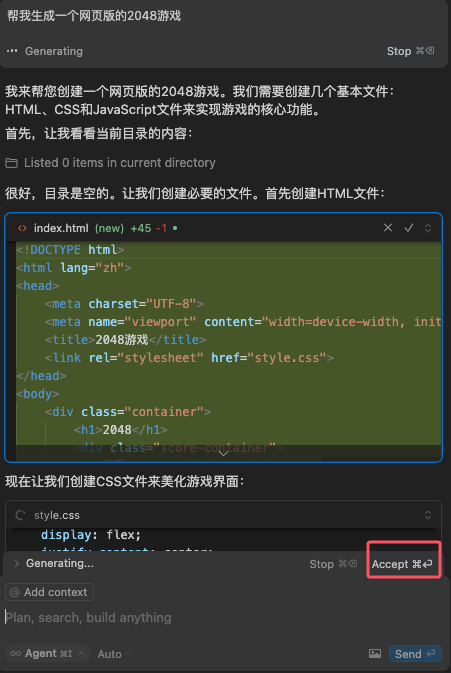 帮我生成一个网页版的2048游戏
Generating
Stop ⌘⌫
我来帮您创建一个网页版的2048游戏。我们需要创建几个基本文件：
HTML、CSS和JavaScript文件来实现游戏的核心功能。
首先，让我看看当前目录的内容：
Listed 0 items in current directory
很好，目录是空的。让我们创建必要的文件。首先创建HTML文件：
<> index.html (new) +45 -1
<!DOCTYPE html>
<html lang="zh">
<head>
<meta charset="UTF-8">
<meta name="viewport" content="width=device-width, init
<title>2048游戏</title>
<link rel="stylesheet" href="style.css">
</head>
<body>
<div class="container">
<h1>2048</h1>
<div class="score-container">
现在让我们创建CSS文件来美化游戏界面：
style.css
display: flex;
justify-content: center;
> Generating... Stop ⌘⌫ Accept ⌘⏎
@ Add context
Plan, search, build anything
∞ Agent ⌘I Auto Send ⏎